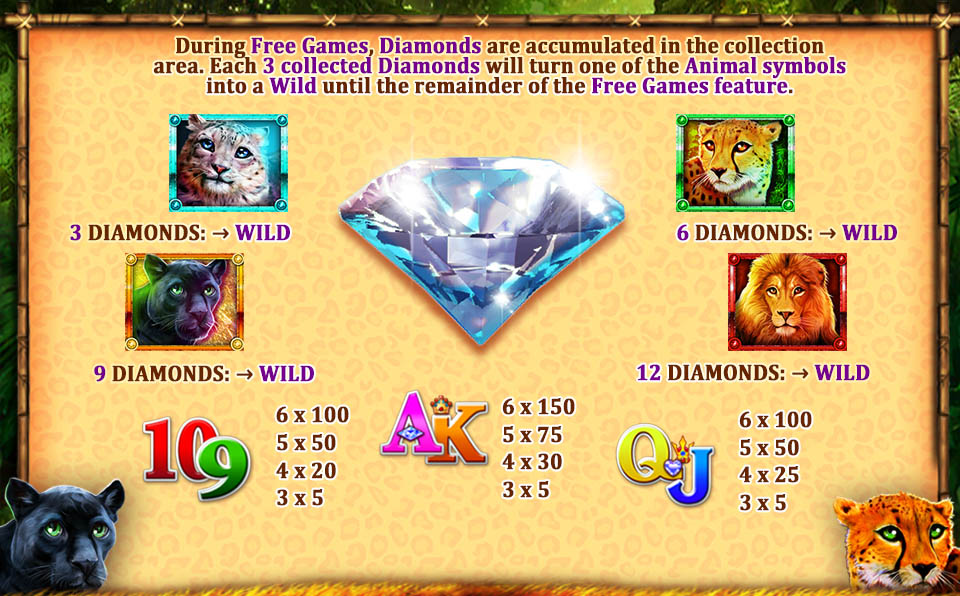 During Free Games, Diamonds are accumulated in the collection
area. Each 3 collected Diamonds will turn one of the Animal symbols
into a Wild until the remainder of the Free Games feature.
3 DIAMONDS: → WILD
6 DIAMONDS: → WILD
9 DIAMONDS: → WILD
12 DIAMONDS: → WILD
10 9
6 x 100
5 x 50
4 x 20
3 x 5
A K
6 x 150
5 x 75
4 x 30
3 x 5
Q J
6 x 100
5 x 50
4 x 25
3 x 5